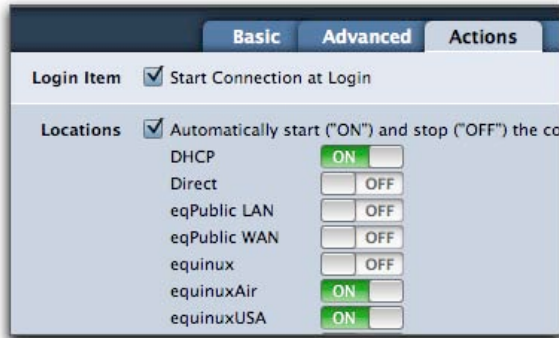 Basic Advanced Actions
Login Item Start Connection at Login
Locations Automatically start ("ON") and stop ("OFF") the
DHCP ON
Direct OFF
eqPublic LAN OFF
eqPublic WAN OFF
equinux OFF
equinuxAir ON
equinuxUSA ON